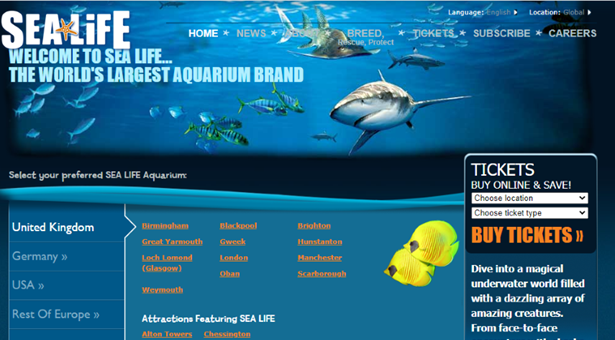 Language: English Location: Global
SEA LIFE
HOME NEWS BREED, TICKETS SUBSCRIBE CAREERS
Rescue, Protect
WELCOME TO SEA LIFE...
THE WORLD'S LARGEST AQUARIUM BRAND
Select your preferred SEA LIFE Aquarium:
United Kingdom
Germany »
USA »
Rest Of Europe »
Birmingham Blackpool Brighton
Great Yarmouth Gweek Hunstanton
Loch Lomond London Manchester
(Glasgow) Oban Scarborough
Weymouth
Attractions Featuring SEA LIFE
Alton Towers Chessington
TICKETS
BUY ONLINE & SAVE!
Choose location
Choose ticket type
BUY TICKETS »
Dive into a magical
underwater world filled
with a dazzling array of
amazing creatures.
From face-to-face